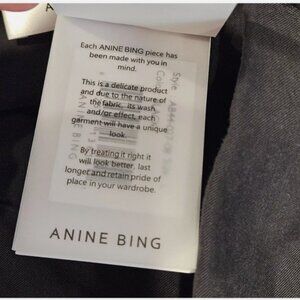 Each ANINE BING piece has
been made with you in
mind.
This is a delicate product
and due to the nature of
the fabric, its wash
and/or effect, each
garment will have a unique
look.
By treating it right it
will look better, last
longer and retain pride of
place in your wardrobe.
ANINE BING